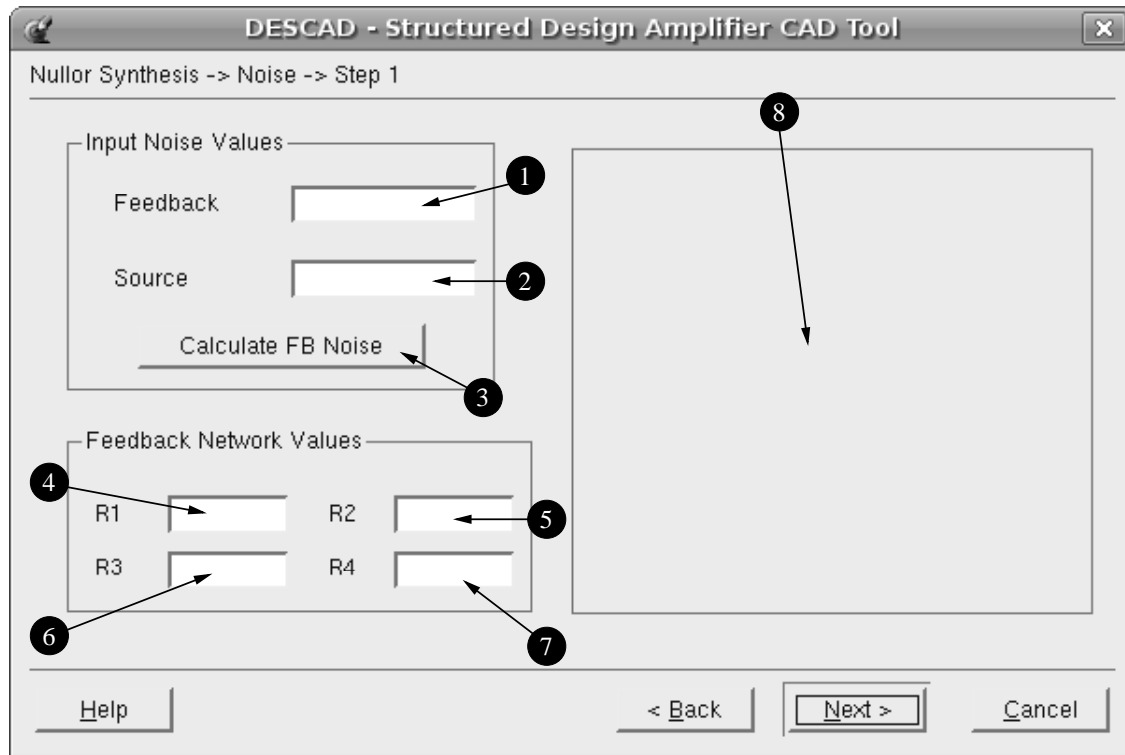 DESCAD - Structured Design Amplifier CAD Tool
Nullor Synthesis -> Noise -> Step 1
8
Input Noise Values
1
Feedback
Source
2
Calculate FB Noise
3
Feedback Network Values
4
R1
R2
5
R3
R4
6
7
Help
< Back
Next >
Cancel